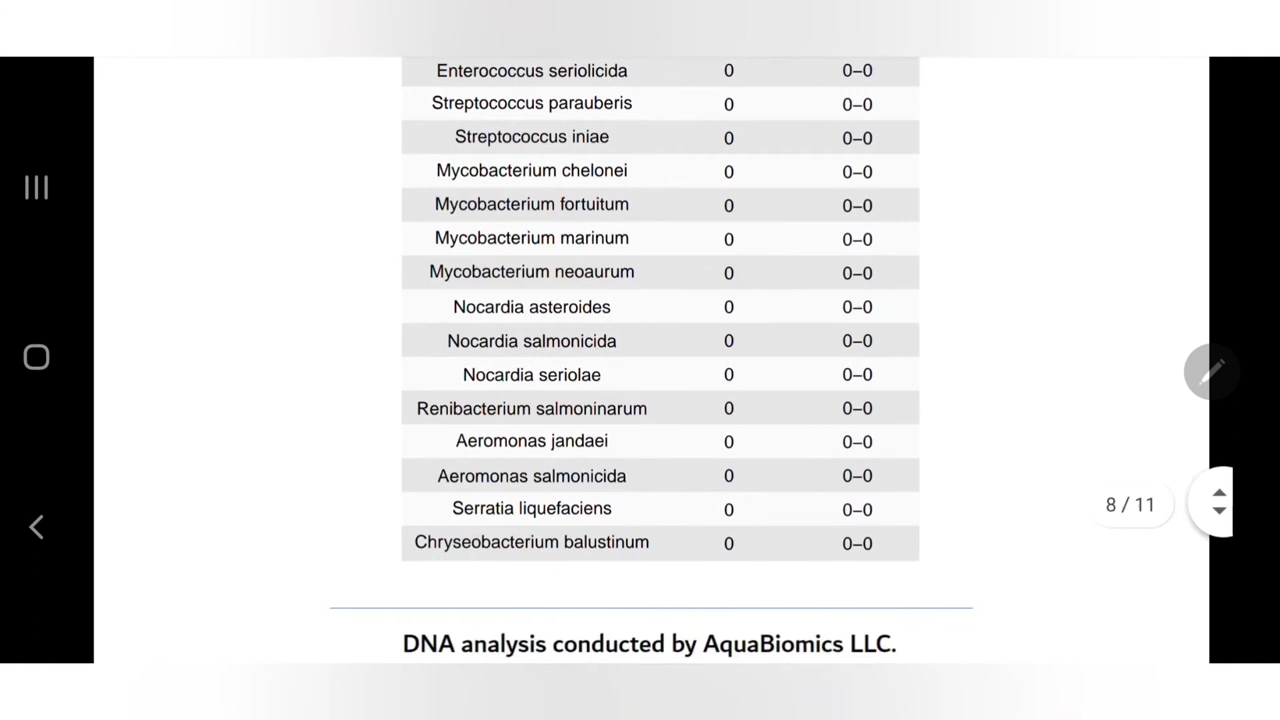 Enterococcus seriolicida 0 0–0
Streptococcus parauberis 0 0–0
Streptococcus iniae 0 0–0
Mycobacterium chelonei 0 0–0
Mycobacterium fortuitum 0 0–0
Mycobacterium marinum 0 0–0
Mycobacterium neoaurum 0 0–0
Nocardia asteroides 0 0–0
Nocardia salmonicida 0 0–0
Nocardia seriolae 0 0–0
Renibacterium salmoninarum 0 0–0
Aeromonas jandaei 0 0–0
Aeromonas salmonicida 0 0–0
Serratia liquefaciens 0 0–0
Chryseobacterium balustinum 0 0–0
8 / 11
DNA analysis conducted by AquaBiomics LLC.